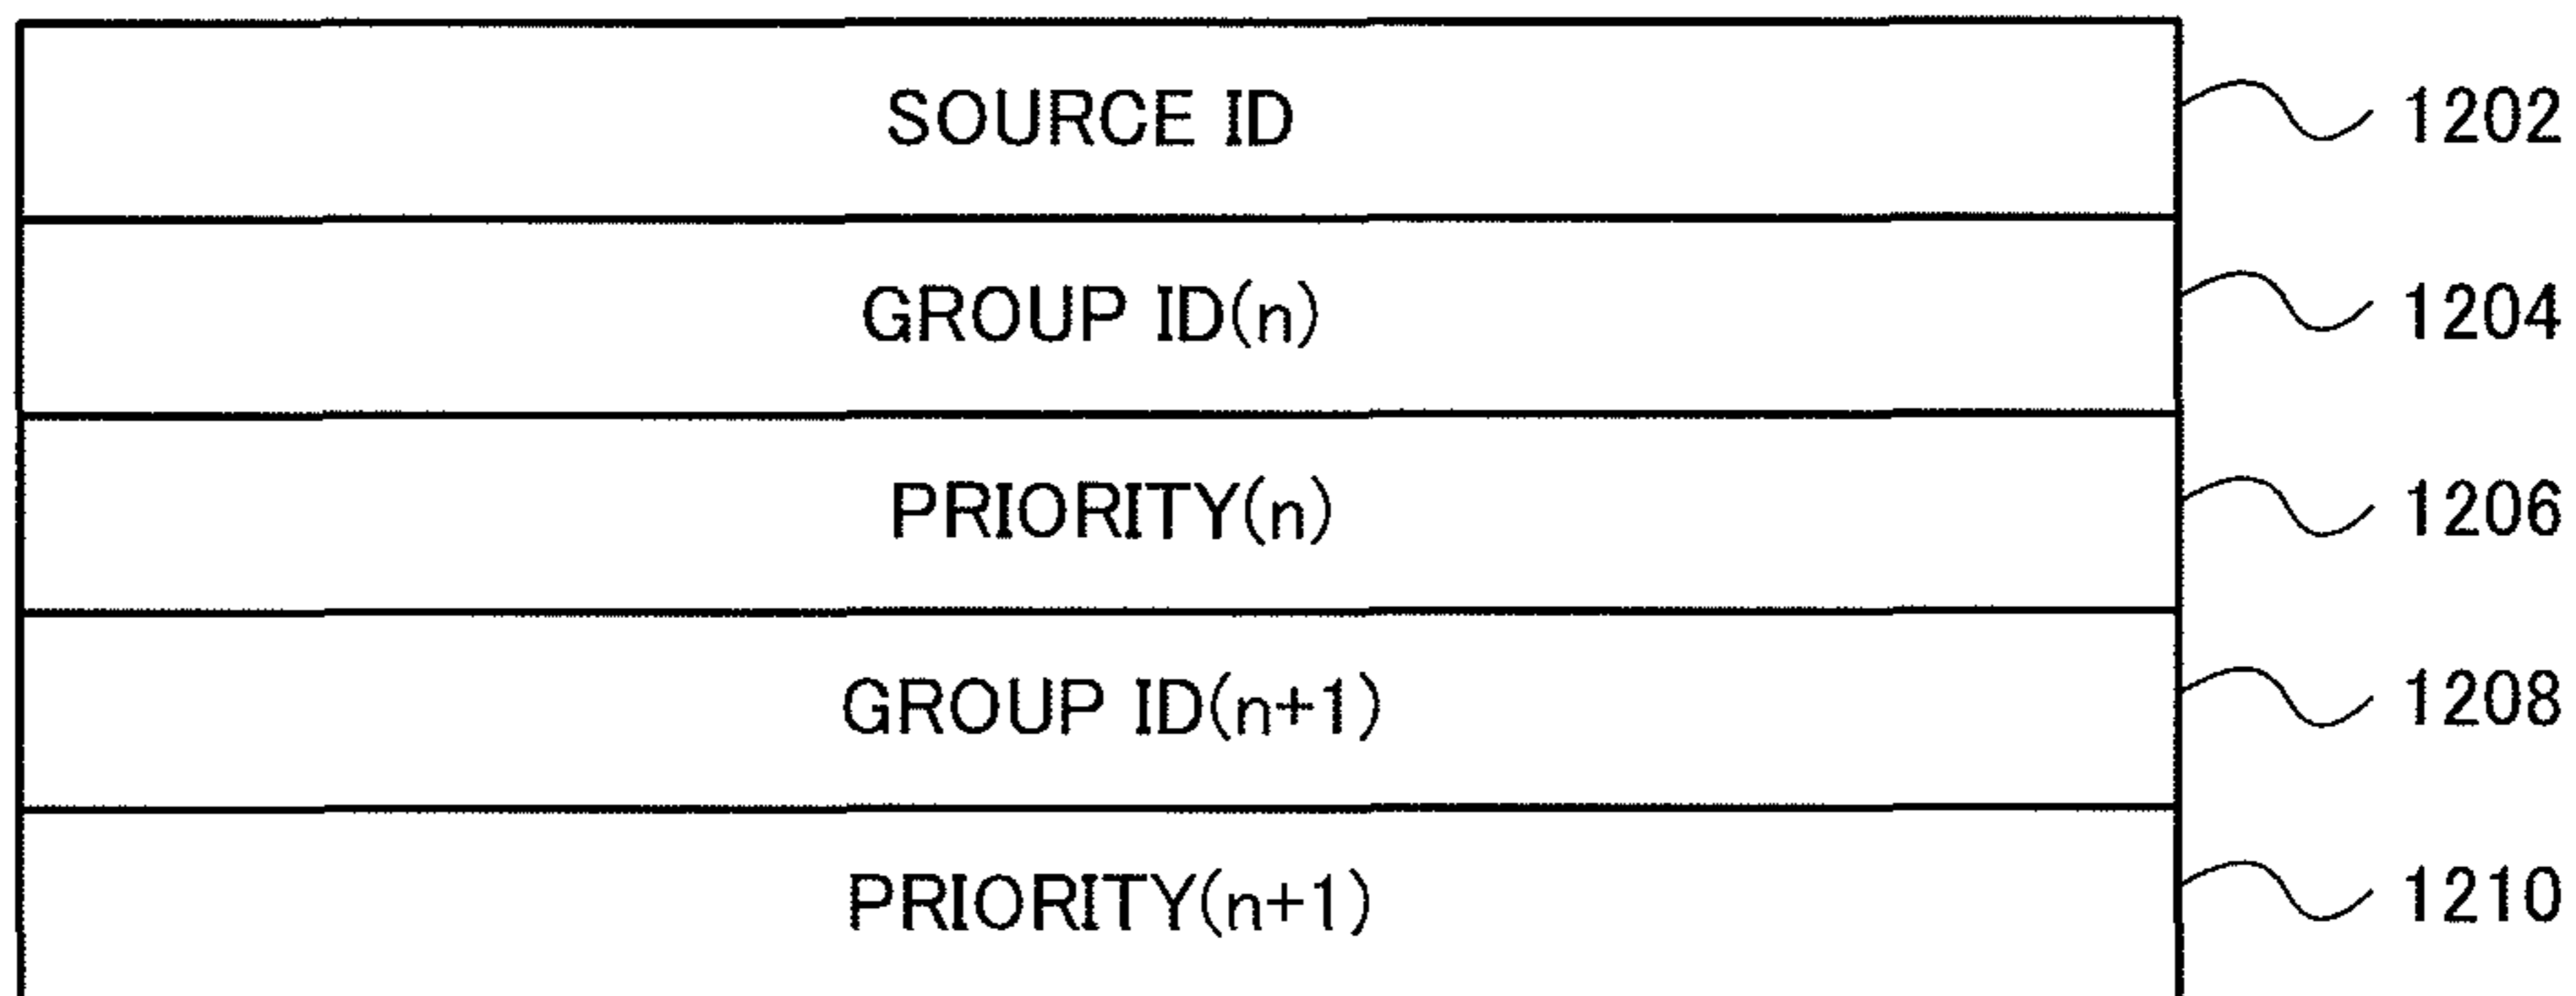 SOURCE ID 1202
GROUP ID(n) 1204
PRIORITY(n) 1206
GROUP ID(n+1) 1208
PRIORITY(n+1) 1210